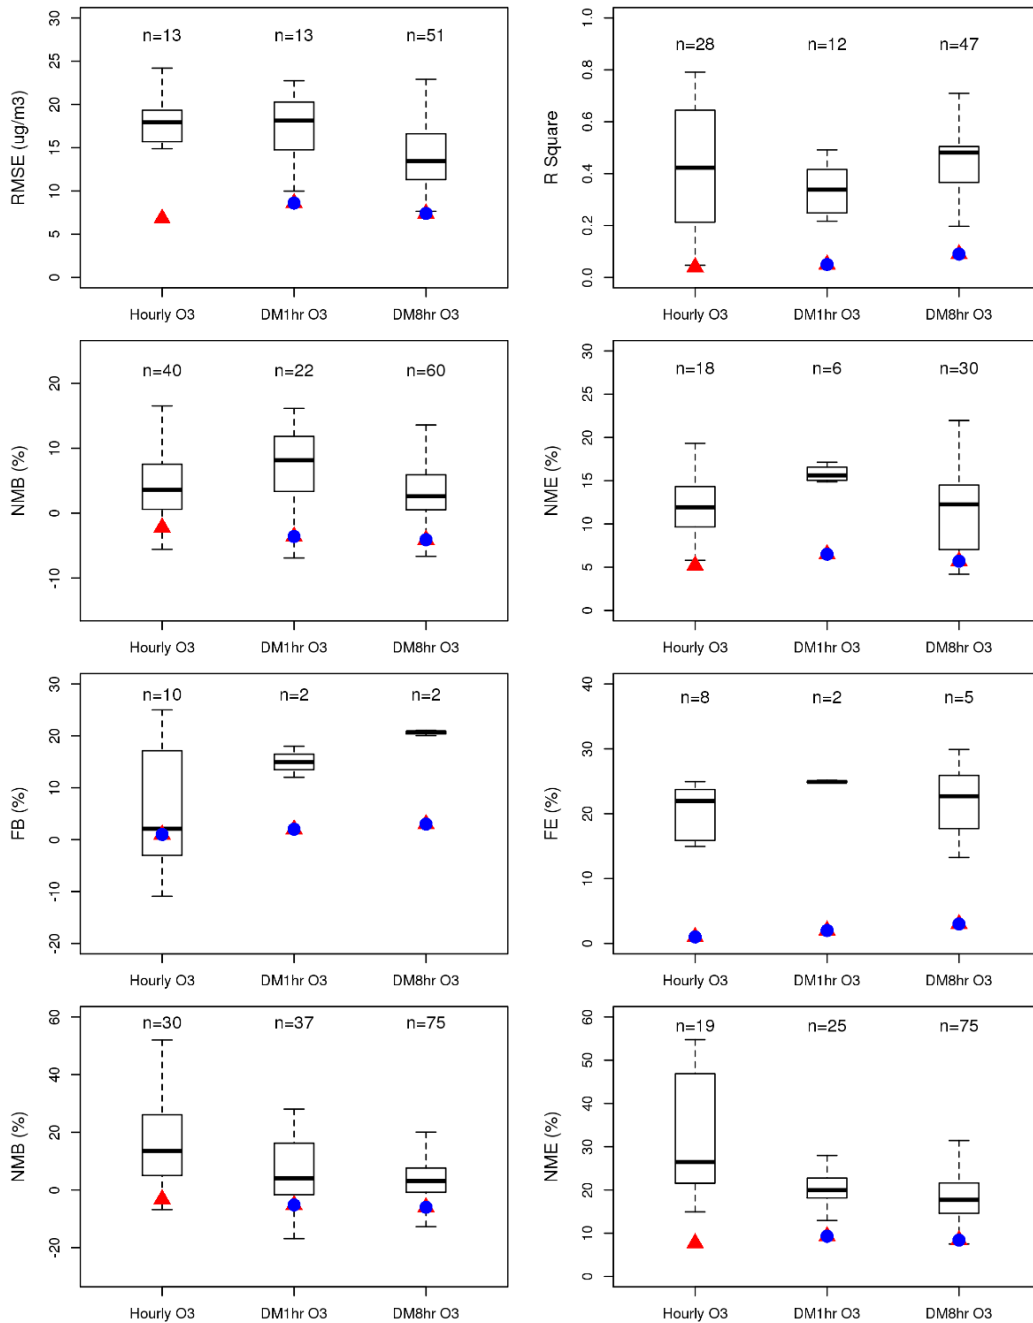 RMSE (ug/m3)
30
25
20
15
10
5
0
n=13
n=13
n=51
Hourly O3
DM1hr O3
DM8hr O3
R Square
1.0
0.8
0.6
0.4
0.2
0.0
n=28
n=12
n=47
Hourly O3
DM1hr O3
DM8hr O3
NMB (%)
20
10
0
-10
n=40
n=22
n=60
Hourly O3
DM1hr O3
DM8hr O3
NME (%)
30
25
20
15
10
5
0
n=18
n=6
n=30
Hourly O3
DM1hr O3
DM8hr O3
FB (%)
30
20
10
0
-10
-20
n=10
n=2
n=2
Hourly O3
DM1hr O3
DM8hr O3
FE (%)
40
30
20
10
0
n=8
n=2
n=5
Hourly O3
DM1hr O3
DM8hr O3
NMB (%)
60
40
20
0
-20
n=30
n=37
n=75
Hourly O3
DM1hr O3
DM8hr O3
NME (%)
60
50
40
30
20
10
0
n=19
n=25
n=75
Hourly O3
DM1hr O3
DM8hr O3